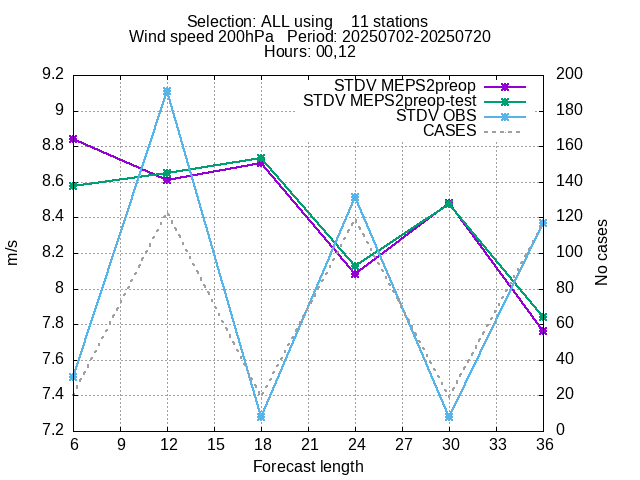 Selection: ALL using    11 stations
Wind speed 200hPa   Period: 20250702-20250720
Hours: 00,12
STDV MEPS2preop
STDV MEPS2preop-test
STDV OBS
CASES
9.2
9
8.8
8.6
8.4
8.2
8
7.8
7.6
7.4
7.2
m/s
200
180
160
140
120
100
80
60
40
20
0
No cases
6 9 12 15 18 21 24 27 30 33 36
Forecast length